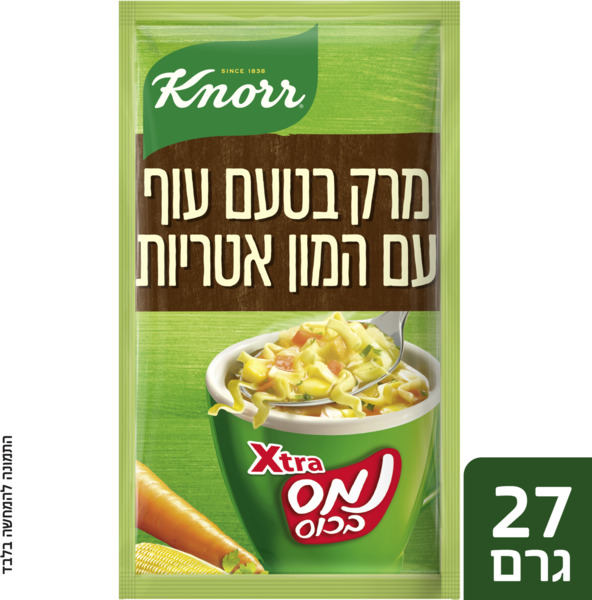 SINCE 1838
Knorr
מרק בטעם עוף
עם המון אטריות
Xtra
נמס
בכוס
27
גרם
התמונה להמחשה בלבד